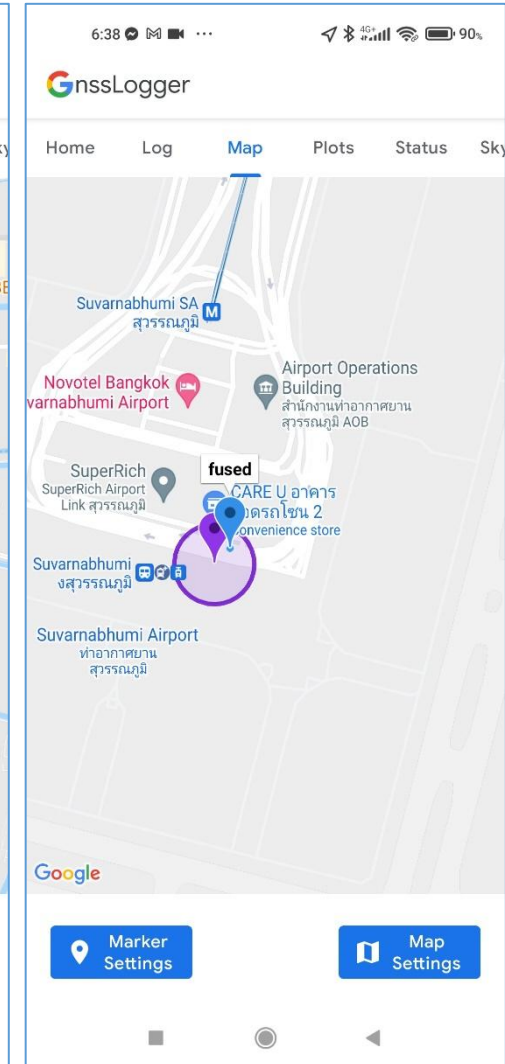 6:38
4G+
90%
GnssLogger
Home Log Map Plots Status Sky
Suvarnabhumi SA
สุวรรณภูมิ
M
Novotel Bangkok
varnabhumi Airport
Airport Operations
Building
สำนักงานท่าอากาศยาน
สุวรรณภูมิ AOB
SuperRich
SuperRich Airport
Link สุวรรณภูมิ
fused
CARE U อาคาร
โซน 2
onvenience store
Suvarnabhumi
งสุวรรณภูมิ
Suvarnabhumi Airport
ท่าอากาศยาน
สุวรรณภูมิ
Google
Marker
Settings
Map
Settings